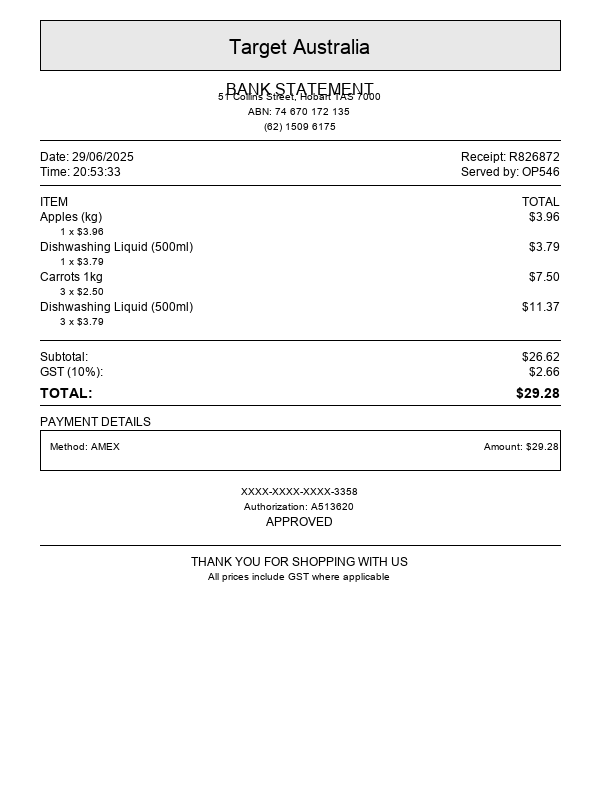 Target Australia
BANK STATEMENT
51 Collins Street, Hobart TAS 7000
ABN: 74 670 172 135
(62) 1509 6175
Date: 29/06/2025 Receipt: R826872
Time: 20:53:33 Served by: OP546
ITEM TOTAL
Apples (kg) $3.96
1 x $3.96
Dishwashing Liquid (500ml) $3.79
1 x $3.79
Carrots 1kg $7.50
3 x $2.50
Dishwashing Liquid (500ml) $11.37
3 x $3.79
Subtotal: $26.62
GST (10%): $2.66
TOTAL: $29.28
PAYMENT DETAILS
Method: AMEX Amount: $29.28
XXXX-XXXX-XXXX-3358
Authorization: A513620
APPROVED
THANK YOU FOR SHOPPING WITH US
All prices include GST where applicable